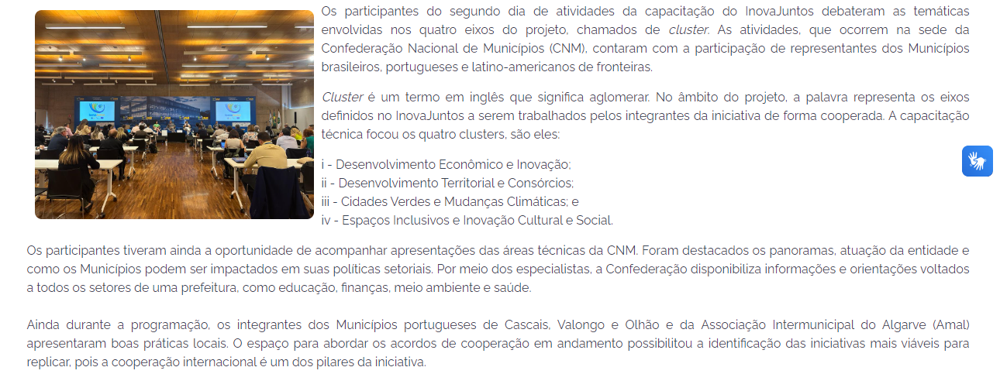 Os participantes do segundo dia de atividades da capacitação do InovaJuntos debateram as temáticas
envolvidas nos quatro eixos do projeto, chamados de cluster. As atividades, que ocorrem na sede da
Confederação Nacional de Municípios (CNM), contaram com a participação de representantes dos Municípios
brasileiros, portugueses e latino-americanos de fronteiras.
Cluster é um termo em inglês que significa aglomerar. No âmbito do projeto, a palavra representa os eixos
definidos no InovaJuntos a serem trabalhados pelos integrantes da iniciativa de forma cooperada. A capacitação
técnica focou os quatro clusters, são eles:
i - Desenvolvimento Econômico e Inovação;
ii - Desenvolvimento Territorial e Consórcios;
iii - Cidades Verdes e Mudanças Climáticas; e
iv - Espaços Inclusivos e Inovação Cultural e Social.
Os participantes tiveram ainda a oportunidade de acompanhar apresentações das áreas técnicas da CNM. Foram destacados os panoramas, atuação da entidade e
como os Municípios podem ser impactados em suas políticas setoriais. Por meio dos especialistas, a Confederação disponibiliza informações e orientações voltados
a todos os setores de uma prefeitura, como educação, finanças, meio ambiente e saúde.
Ainda durante a programação, os integrantes dos Municípios portugueses de Cascais, Valongo e Olhão e da Associação Intermunicipal do Algarve (Amal)
apresentaram boas práticas locais. O espaço para abordar os acordos de cooperação em andamento possibilitou a identificação das iniciativas mais viáveis para
replicar, pois a cooperação internacional é um dos pilares da iniciativa.